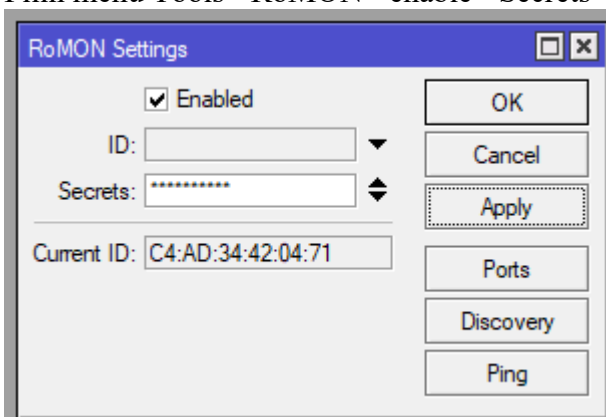 RoMON Settings
Enabled
OK
ID:
Cancel
Secrets: **********
Apply
Current ID: C4:AD:34:42:04:71
Ports
Discovery
Ping